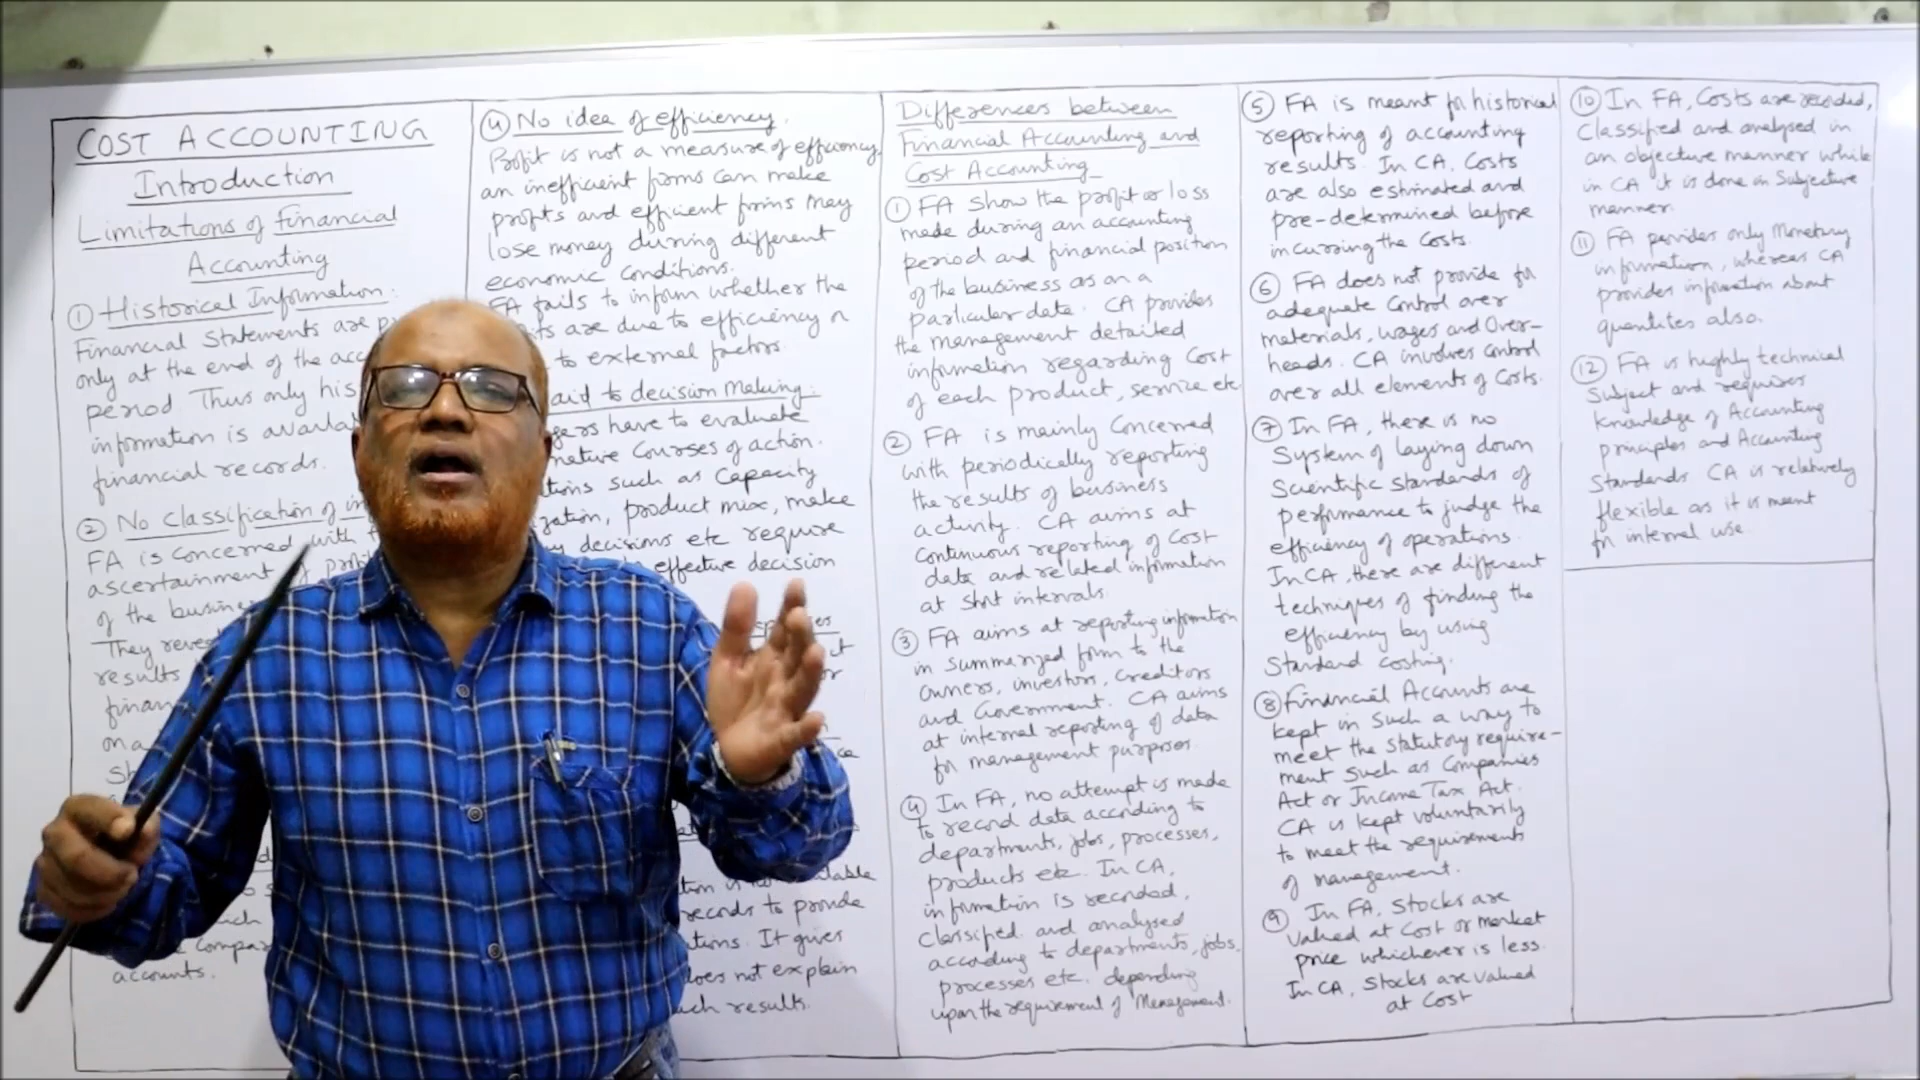 COST ACCOUNTING
Introduction
Limitations of Financial
Accounting
① Historical Information.
Financial Statements are
only at the end of the
period Thus only
information is
financial records.
② No classification of
FA is concerned with
ascertainment
of the
They
results
on a
accounts.
④ No idea of efficiency.
Profit is not a measure of efficiency
an inefficient firms can make
profits and efficient firms may
lose money during different
economic conditions.
FA fails to inform whether the
are due to efficiency or
to external factors.
aid to decision making.
have to evaluate
Courses of action.
such as Capacity
product mix, make
decisions etc require
effective decision
records to provide
It gives
does not explain
such results.
Differences between
Financial Accounting and
Cost Accounting
① FA show the profit or loss
made during an accounting
period and financial position
of the business as on a
particular date. CA provides
the management detailed
information regarding Cost
of each product, service etc
② FA is mainly Concerned
with periodically reporting
the results of business
activity. CA aims at
Continuous reporting of Cost
data and related information
at short intervals.
③ FA aims at reporting information
in summarized form to the
owners, investors, creditors
and Government. CA aims
at internal reporting of data
for management purposes.
④ In FA, no attempt is made
to record data according to
departments, jobs, processes,
products etc. In CA,
information is recorded,
classified and analysed
according to departments, jobs,
processes etc. depending
upon the requirement of Management.
⑤ FA is meant for historical
reporting of accounting
results. In CA, Costs
are also estimated and
pre-determined before
incurring the Costs.
⑥ FA does not provide for
adequate Control over
materials, wages and Over-
heads. CA involves Control
over all elements of Costs.
⑦ In FA, there is no
System of laying down
Scientific standards of
performance to judge the
efficiency of operations.
In CA, there are different
techniques of finding the
efficiency by using
Standard costing.
⑧ Financial Accounts are
kept in such a way to
meet the statutory require-
ment such as Companies
Act or Income Tax Act.
CA is kept voluntarily
to meet the requirements
of management.
⑨ In FA, Stocks are
valued at Cost or market
price whichever is less.
In CA, Stocks are valued
at Cost
⑩ In FA, Costs are recorded,
classified and analysed in
an objective manner while
in CA it is done in Subjective
manner.
⑪ FA provides only Monetary
information, whereas CA
provides information about
quantites also.
⑫ FA is highly technical
Subject and requires
knowledge of Accounting
principles and Accounting
Standards CA is relatively
flexible as it is meant
for internal use.